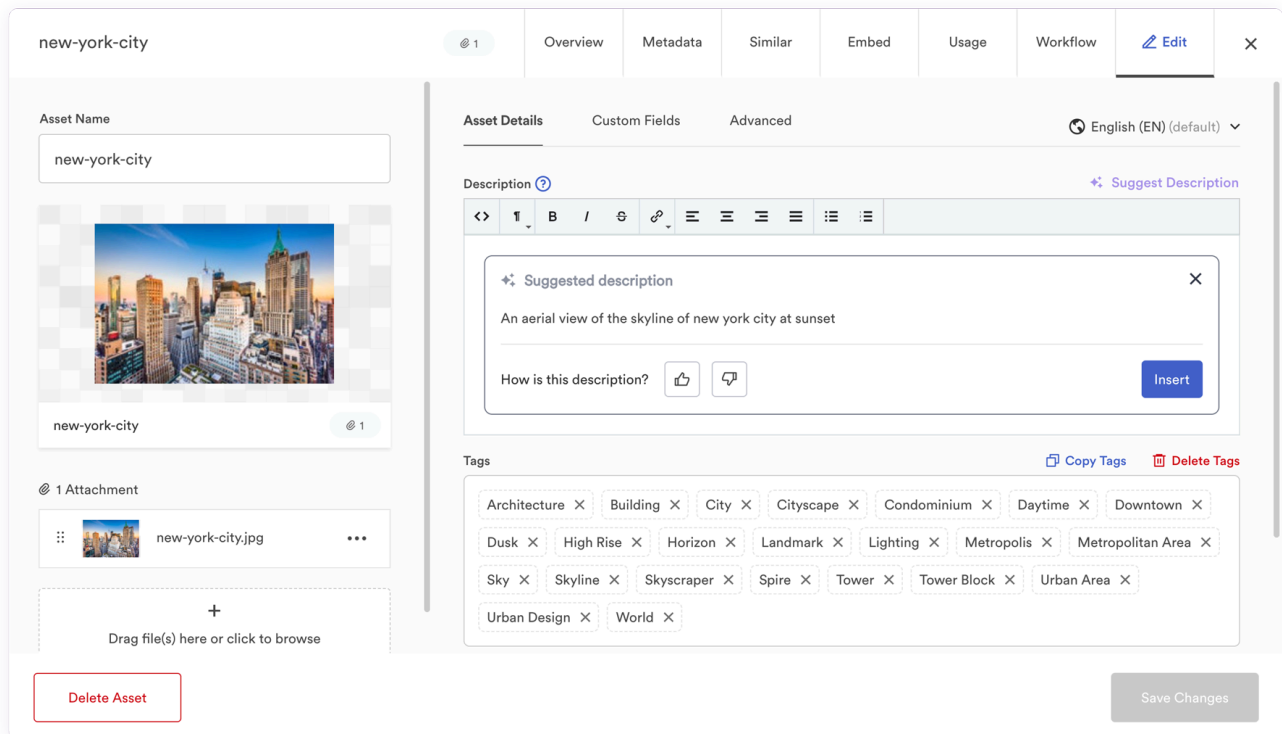 new-york-city
1
Overview
Metadata
Similar
Embed
Usage
Workflow
Edit
Asset Name
new-york-city
new-york-city
1
1 Attachment
new-york-city.jpg
Drag file(s) here or click to browse
Asset Details
Custom Fields
Advanced
English (EN) (default)
Description ?
Suggest Description
B I S
Suggested description
An aerial view of the skyline of new york city at sunset
How is this description?
Insert
Tags
Copy Tags
Delete Tags
Architecture Building City Cityscape Condominium Daytime Downtown
Dusk High Rise Horizon Landmark Lighting Metropolis Metropolitan Area
Sky Skyline Skyscraper Spire Tower Tower Block Urban Area
Urban Design World
Delete Asset
Save Changes